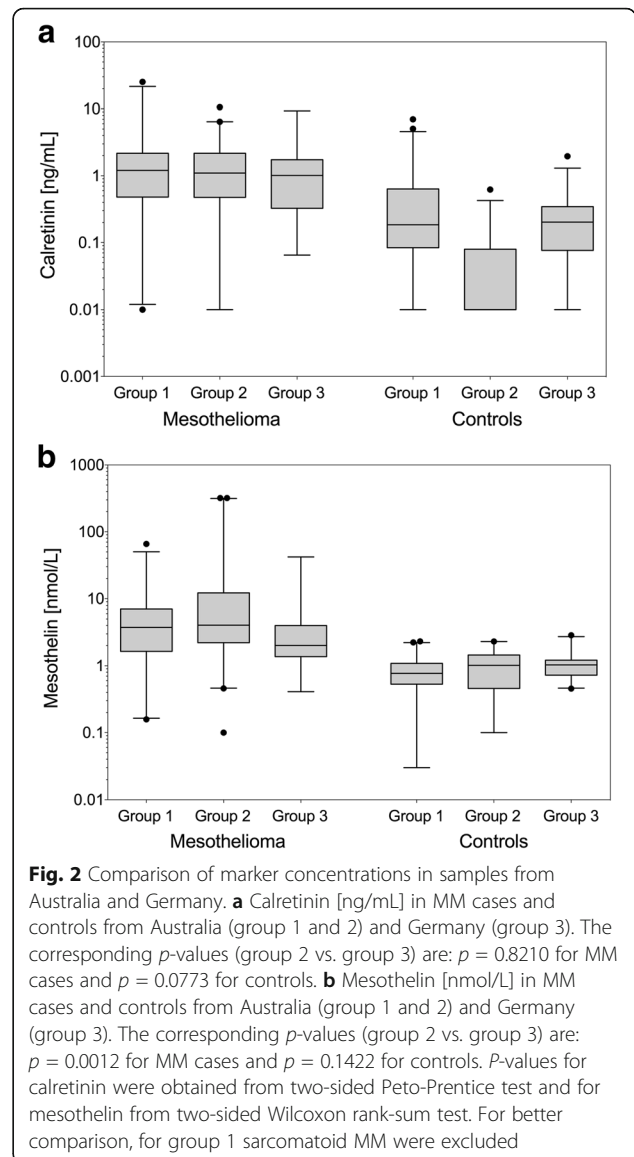 a
100
10
1
0.1
0.01
0.001
Calretinin [ng/mL]
Group 1 Group 2 Group 3 Group 1 Group 2 Group 3
Mesothelioma Controls
b
1000
100
10
1
0.1
0.01
Mesothelin [nmol/L]
Group 1 Group 2 Group 3 Group 1 Group 2 Group 3
Mesothelioma Controls
Fig. 2 Comparison of marker concentrations in samples from
Australia and Germany. a Calretinin [ng/mL] in MM cases and
controls from Australia (group 1 and 2) and Germany (group 3). The
corresponding p-values (group 2 vs. group 3) are: p = 0.8210 for MM
cases and p = 0.0773 for controls. b Mesothelin [nmol/L] in MM
cases and controls from Australia (group 1 and 2) and Germany
(group 3). The corresponding p-values (group 2 vs. group 3) are:
p = 0.0012 for MM cases and p = 0.1422 for controls. P-values for
calretinin were obtained from two-sided Peto-Prentice test and for
mesothelin from two-sided Wilcoxon rank-sum test. For better
comparison, for group 1 sarcomatoid MM were excluded